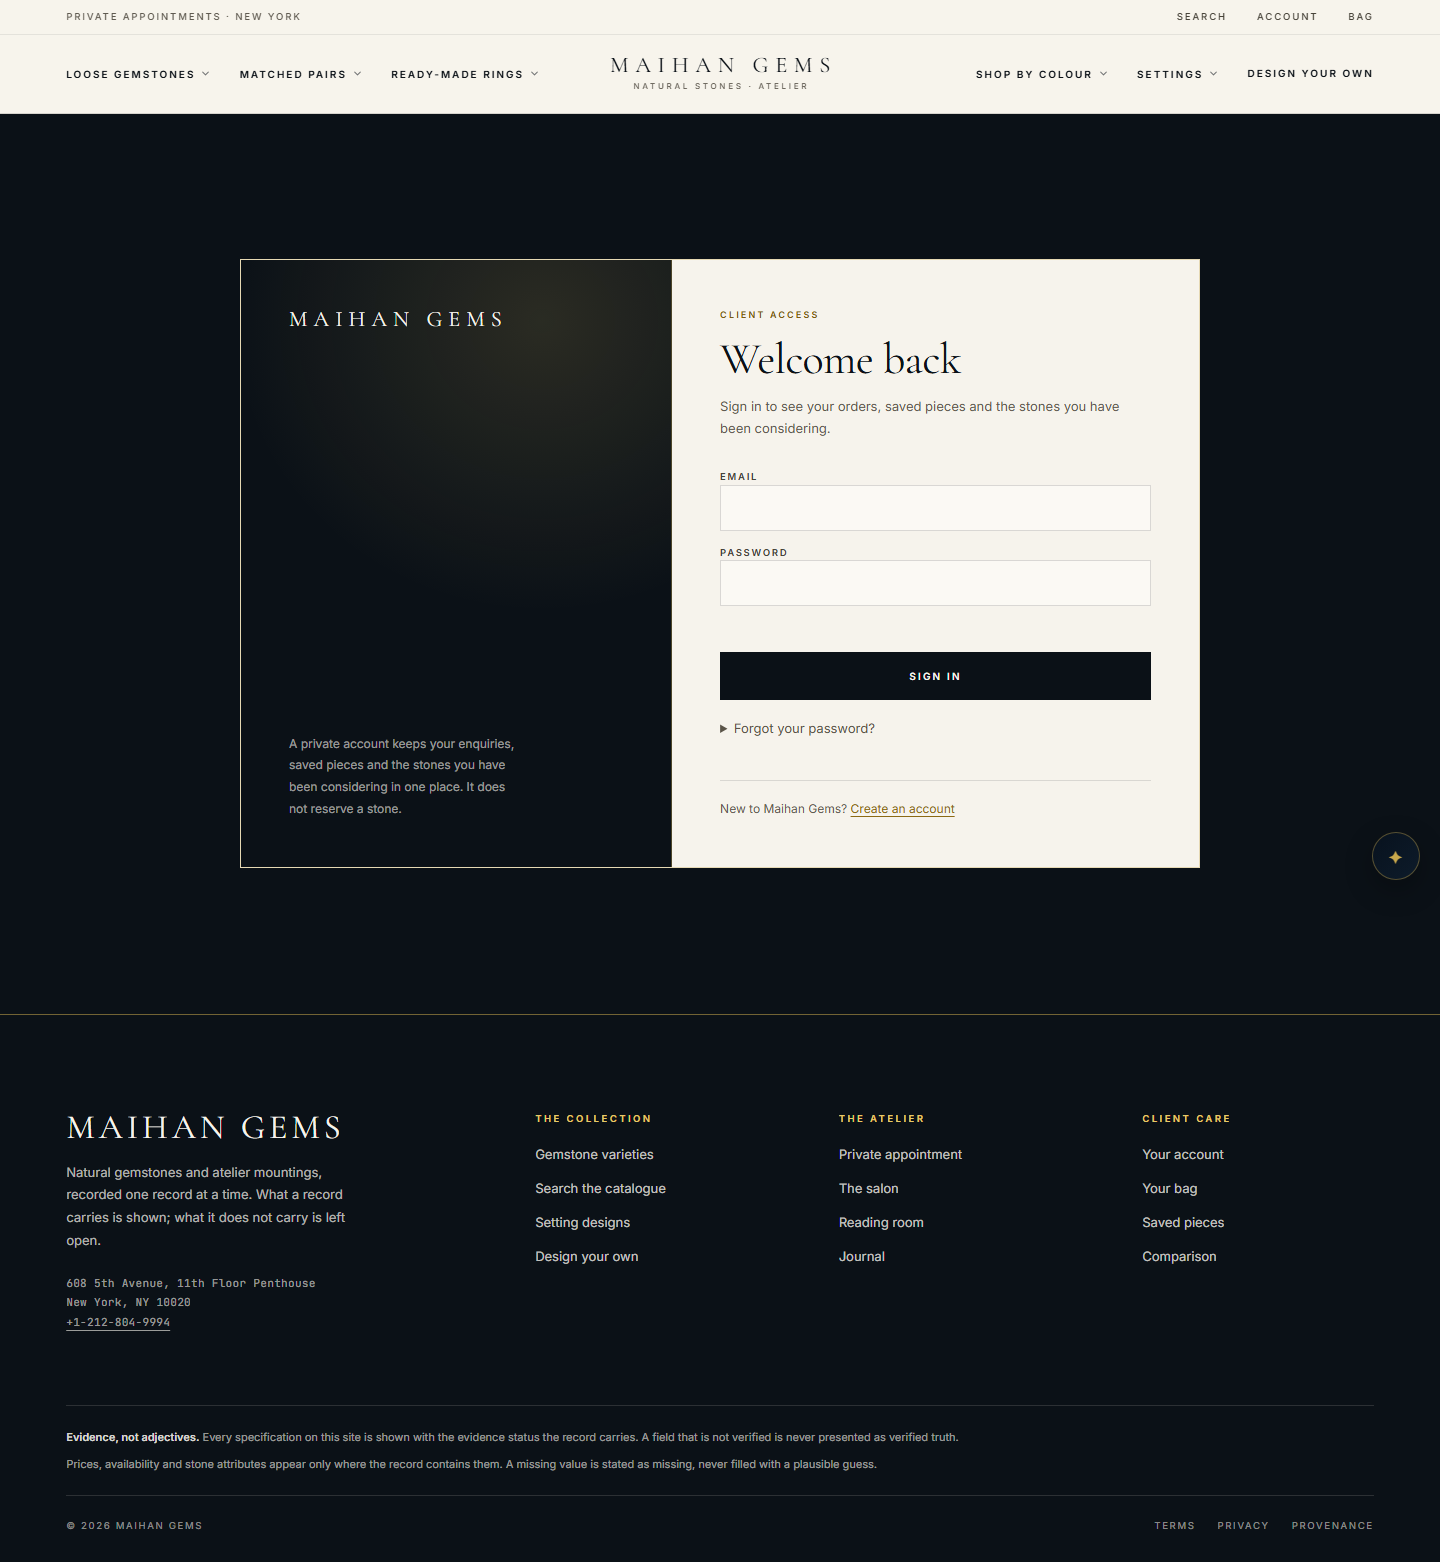 PRIVATE APPOINTMENTS · NEW YORK
SEARCH ACCOUNT BAG
LOOSE GEMSTONES MATCHED PAIRS READY-MADE RINGS
MAIHAN GEMS
NATURAL STONES · ATELIER
SHOP BY COLOUR SETTINGS DESIGN YOUR OWN
MAIHAN GEMS
A private account keeps your enquiries,
saved pieces and the stones you have
been considering in one place. It does
not reserve a stone.
CLIENT ACCESS
Welcome back
Sign in to see your orders, saved pieces and the stones you have
been considering.
EMAIL
PASSWORD
SIGN IN
Forgot your password?
New to Maihan Gems? Create an account
MAIHAN GEMS
Natural gemstones and atelier mountings,
recorded one record at a time. What a record
carries is shown; what it does not carry is left
open.
608 5th Avenue, 11th Floor Penthouse
New York, NY 10020
+1-212-804-9994
THE COLLECTION
Gemstone varieties
Search the catalogue
Setting designs
Design your own
THE ATELIER
Private appointment
The salon
Reading room
Journal
CLIENT CARE
Your account
Your bag
Saved pieces
Comparison
Evidence, not adjectives. Every specification on this site is shown with the evidence status the record carries. A field that is not verified is never presented as verified truth.
Prices, availability and stone attributes appear only where the record contains them. A missing value is stated as missing, never filled with a plausible guess.
© 2026 MAIHAN GEMS
TERMS PRIVACY PROVENANCE